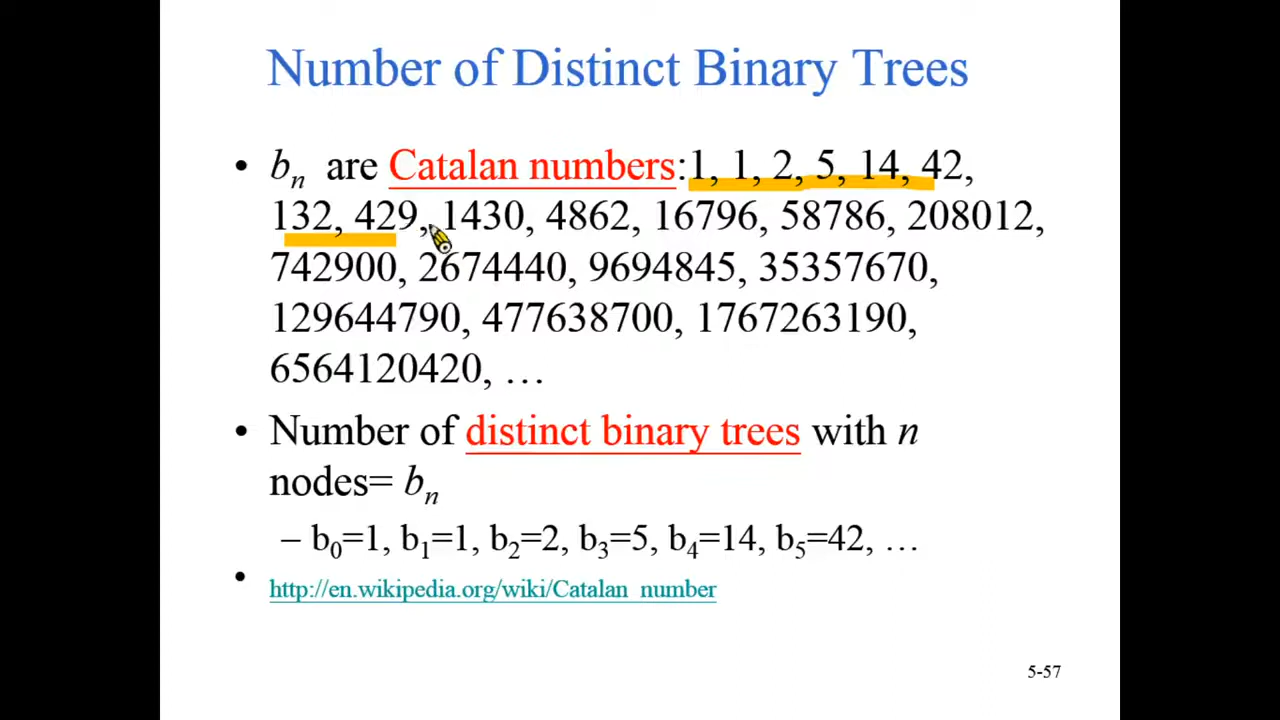 Number of Distinct Binary Trees
• bn are Catalan numbers:1, 1, 2, 5, 14, 42,
132, 429, 1430, 4862, 16796, 58786, 208012,
742900, 2674440, 9694845, 35357670,
129644790, 477638700, 1767263190,
6564120420, …
• Number of distinct binary trees with n
nodes= bn
– b0=1, b1=1, b2=2, b3=5, b4=14, b5=42, …
• http://en.wikipedia.org/wiki/Catalan_number
5-57